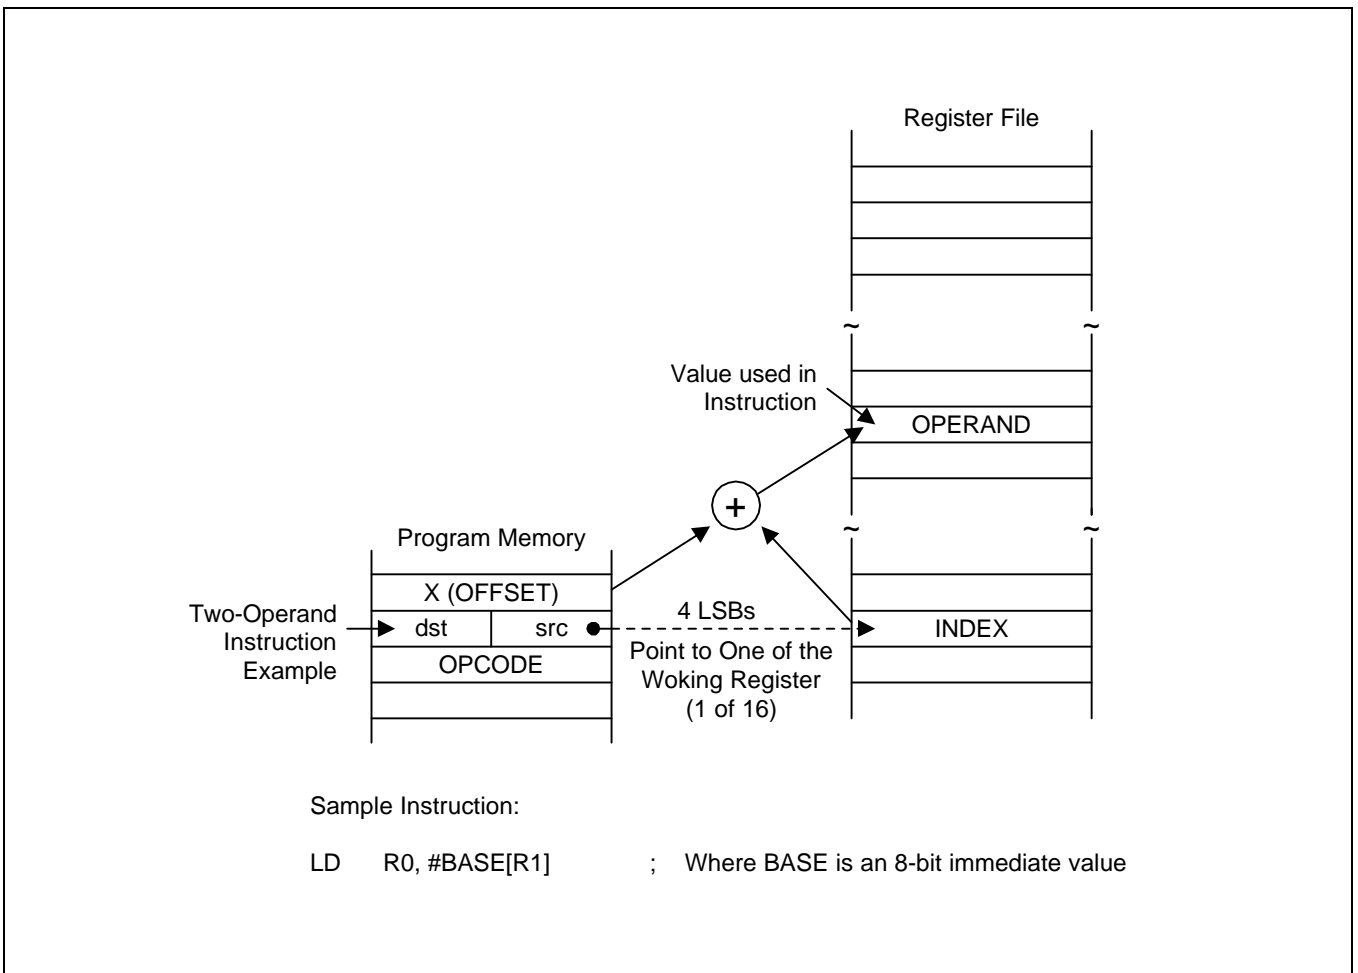 Register File
~ ~
Value used in
Instruction
OPERAND
+
~ ~
Program Memory
X (OFFSET)
Two-Operand
Instruction
Example
dst src
4 LSBs
INDEX
OPCODE
Point to One of the
Woking Register
(1 of 16)
Sample Instruction:
LD R0, #BASE[R1] ; Where BASE is an 8-bit immediate value